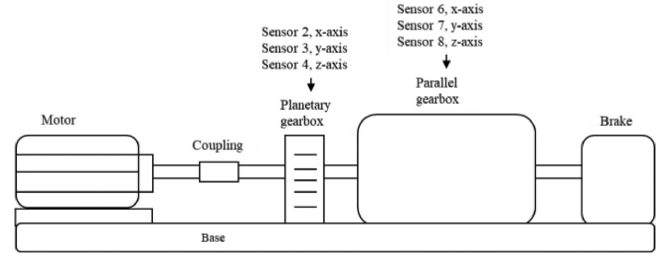 Sensor 6, x-axis
Sensor 7, y-axis
Sensor 8, z-axis
Sensor 2, x-axis
Sensor 3, y-axis
Sensor 4, z-axis
Parallel
gearbox
Planetary
gearbox
Motor
Brake
Coupling
Base